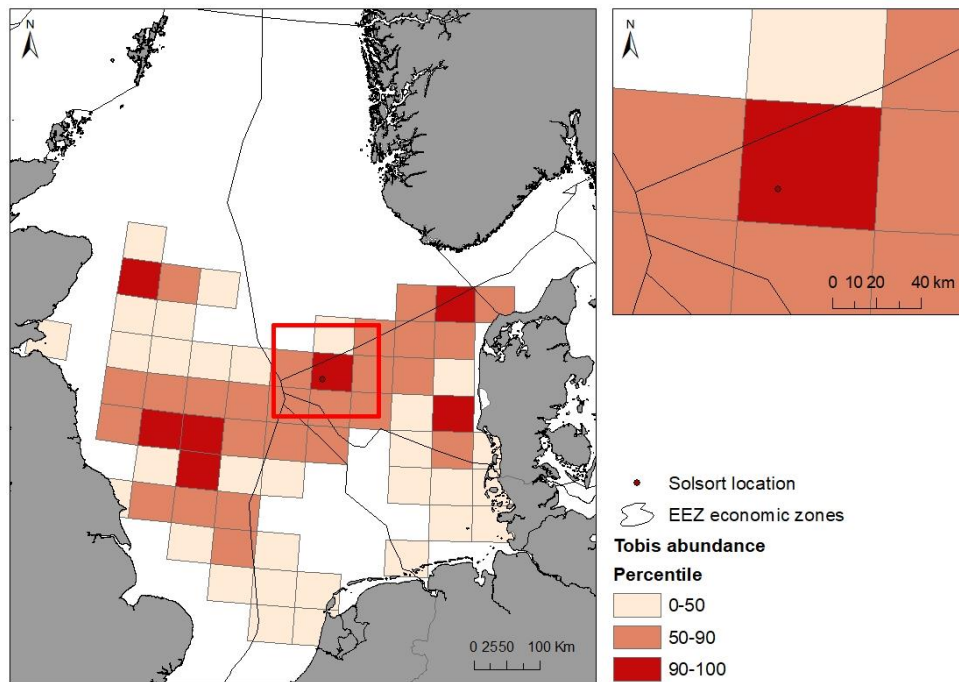 N
0 2550 100 Km
N
0 10 20 40 km
Solsort location
EEZ economic zones
Tobis abundance
Percentile
0-50
50-90
90-100